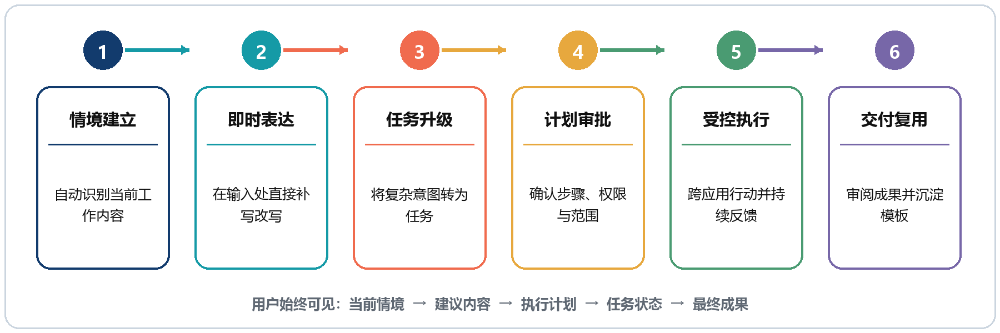 1
2
3
4
5
6
情境建立
自动识别当前工
作内容
即时表达
在输入处直接补
写改写
任务升级
将复杂意图转为
任务
计划审批
确认步骤、权限
与范围
受控执行
跨应用行动并持
续反馈
交付复用
审阅成果并沉淀
模板
用户始终可见：当前情境 → 建议内容 → 执行计划 → 任务状态 → 最终成果